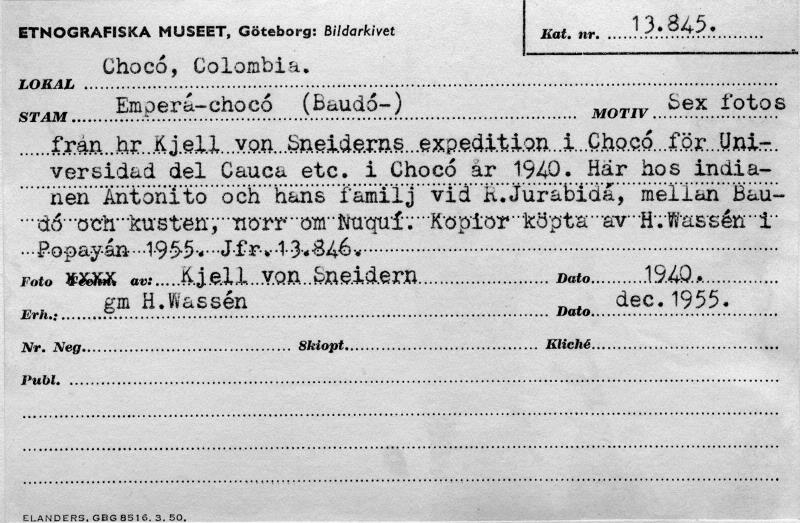 ETNOGRAFISKA MUSEET, Göteborg: Bildarkivet
Kat. nr. 13.845.
LOKAL Chocó, Colombia.
STAM Emperá-chocó (Baudó-) MOTIV Sex fotos
från hr Kjell von Sneiderns expedition i Chocó för Uni-
versidad del Cauca etc. i Chocó år 1940. Här hos india-
nen Antonito och hans familj vid R.Jurabidá, mellan Bau-
dó och kusten, norr om Nuquí. Kopior köpta av H.Wassén i
Popayán 1955. Jfr. 13.846.
Foto xxxx av: Kjell von Sneidern Dato 1940.
Erh.: gm H.Wassén Dato dec. 1955.
Nr. Neg. Skiopt. Kliché
Publ.
ELANDERS, GBG 8516. 3. 50.